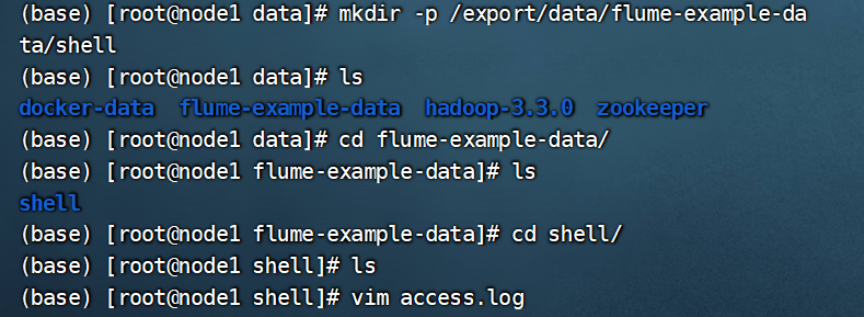 (base) [root@node1 data]# mkdir -p /export/data/flume-example-da
ta/shell
(base) [root@node1 data]# ls
docker-data  flume-example-data  hadoop-3.3.0  zookeeper
(base) [root@node1 data]# cd flume-example-data/
(base) [root@node1 flume-example-data]# ls
shell
(base) [root@node1 flume-example-data]# cd shell/
(base) [root@node1 shell]# ls
(base) [root@node1 shell]# vim access.log